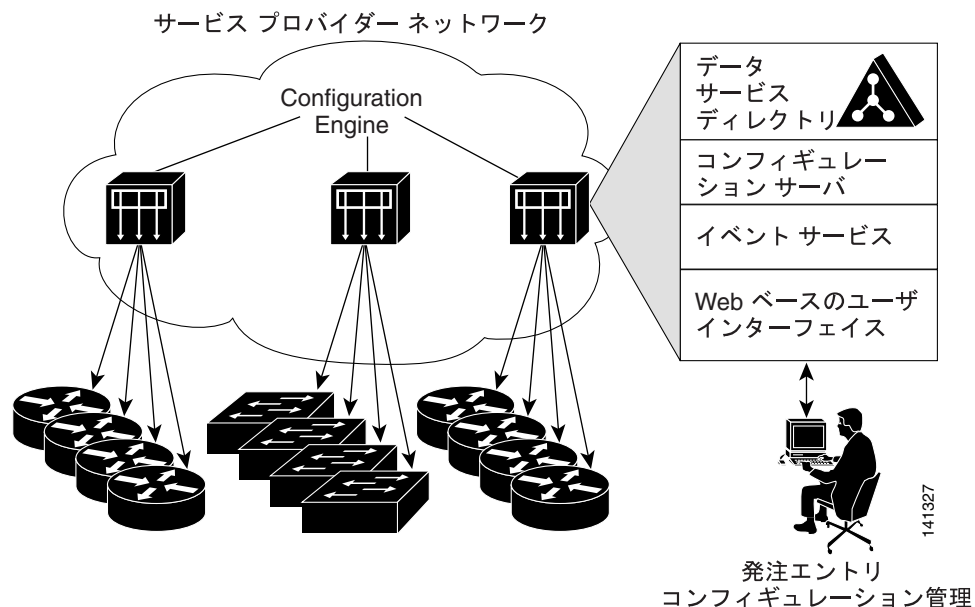 サービス プロバイダー ネットワーク
Configuration
Engine
データ
サービス
ディレクトリ
コンフィギュレー
ション サーバ
イベント サービス
Web ベースのユーザ
インターフェイス
141327
発注エントリ
コンフィギュレーション管理